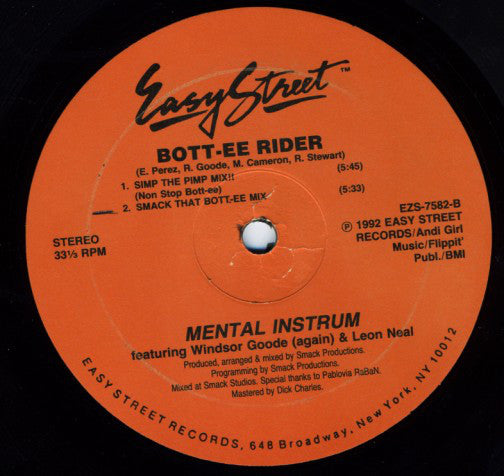 Easy Street ™
BOTT-EE RIDER
(E. Perez, R. Goode, M. Cameron, R. Stewart)
1. SIMP THE PIMP MIX!! (5:45)
(Non Stop Bott-ee)
2. SMACK THAT BOTT-EE MIX (5:33)
STEREO
33⅓ RPM
EZS-7582-B
Ⓟ 1992 EASY STREET
RECORDS/Andi Girl
Music/Flippit'
Publ./BMI
MENTAL INSTRUM
featuring Windsor Goode (again) & Leon Neal
Produced, arranged & mixed by Smack Productions.
Programming by Smack Productions.
Mixed at Smack Studios. Special thanks to Pablovia RaBaN.
Mastered by Dick Charles.
EASY STREET RECORDS, 648 Broadway, New York, NY 10012